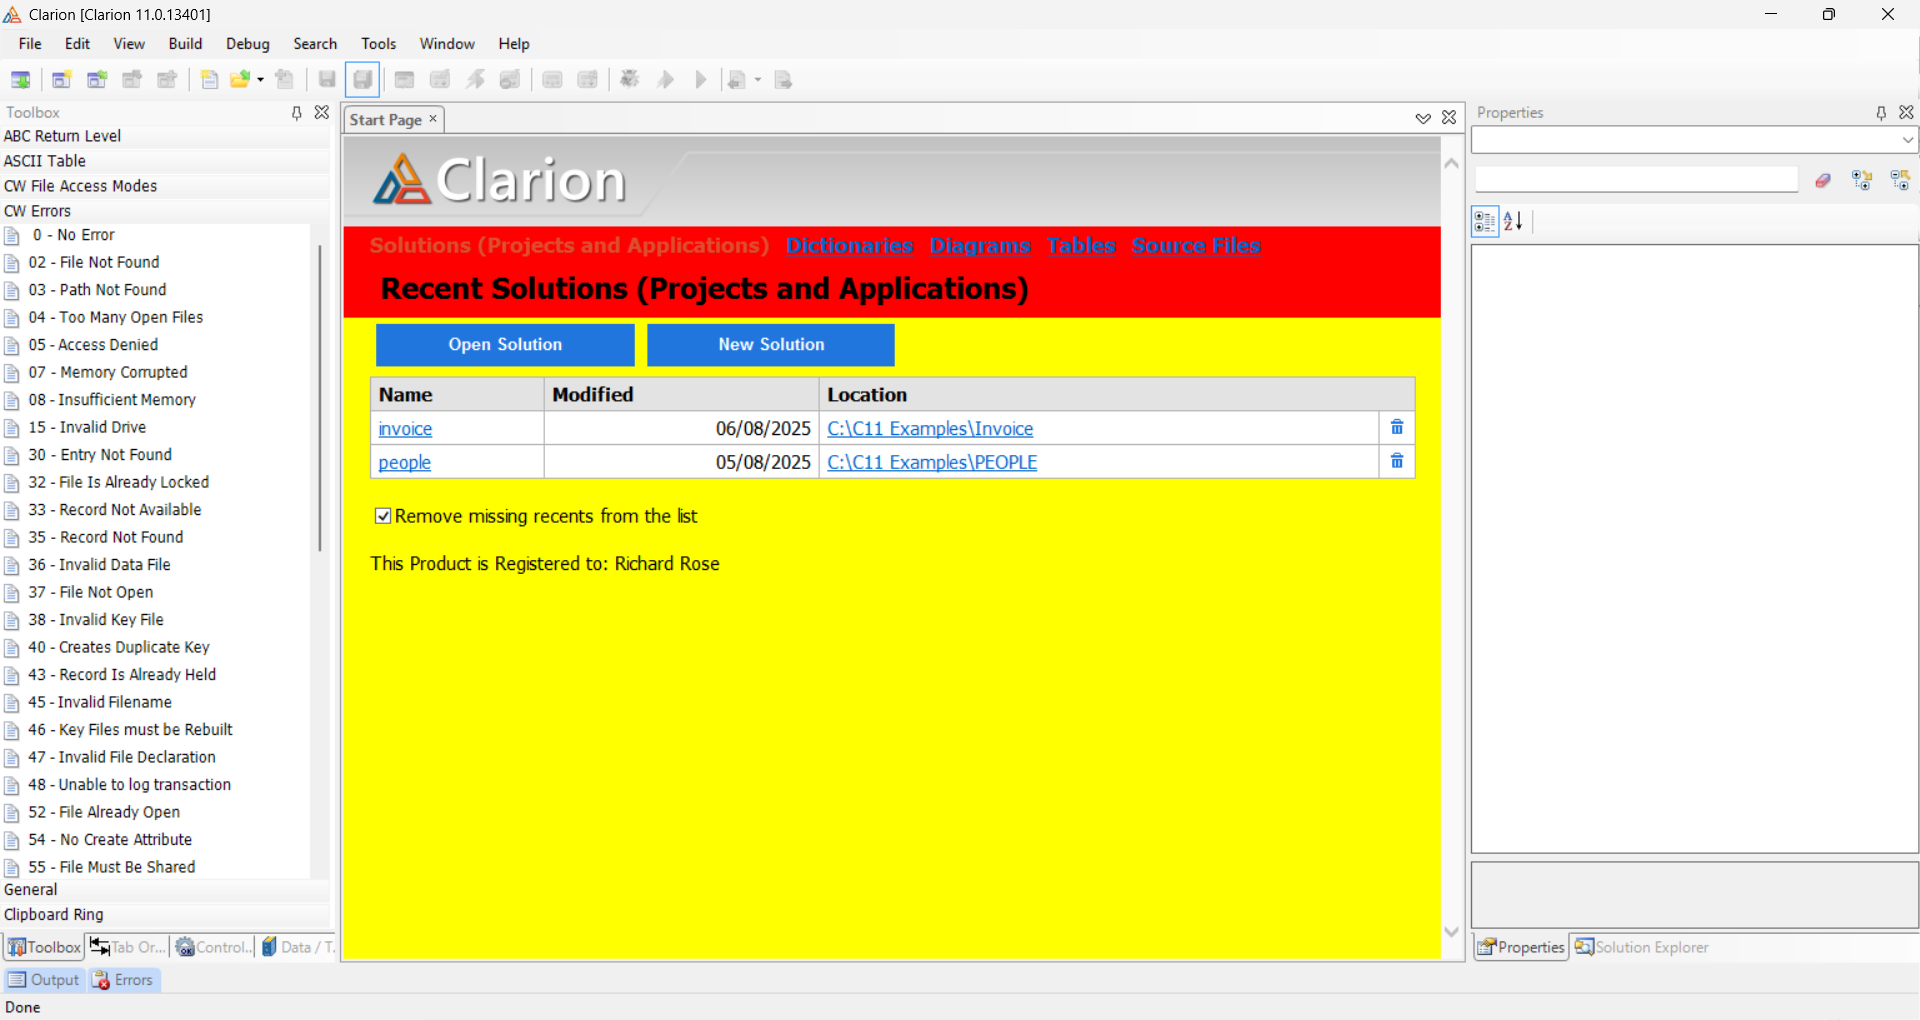 Clarion [Clarion 11.0.13401]
File Edit View Build Debug Search Tools Window Help
Toolbox
ABC Return Level
ASCII Table
CW File Access Modes
CW Errors
0 - No Error
02 - File Not Found
03 - Path Not Found
04 - Too Many Open Files
05 - Access Denied
07 - Memory Corrupted
08 - Insufficient Memory
15 - Invalid Drive
30 - Entry Not Found
32 - File Is Already Locked
33 - Record Not Available
35 - Record Not Found
36 - Invalid Data File
37 - File Not Open
38 - Invalid Key File
40 - Creates Duplicate Key
43 - Record Is Already Held
45 - Invalid Filename
46 - Key Files must be Rebuilt
47 - Invalid File Declaration
48 - Unable to log transaction
52 - File Already Open
54 - No Create Attribute
55 - File Must Be Shared
General
Clipboard Ring
Toolbox Tab Or... Control... Data / T...
Start Page
Clarion
Solutions (Projects and Applications) Dictionaries Diagrams Tables Source Files
Recent Solutions (Projects and Applications)
Open Solution New Solution
Name Modified Location
invoice 06/08/2025 C:\C11 Examples\Invoice
people 05/08/2025 C:\C11 Examples\PEOPLE
Remove missing recents from the list
This Product is Registered to: Richard Rose
Properties
Properties Solution Explorer
Output Errors
Done